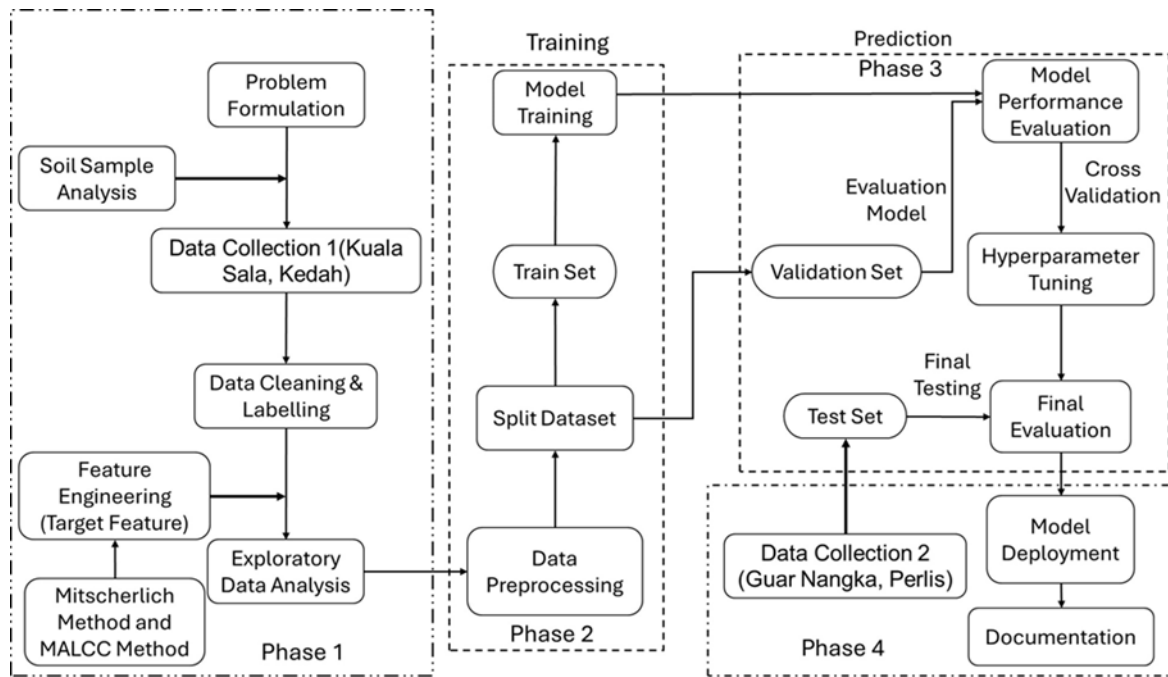 Problem
Formulation
Soil Sample
Analysis
Data Collection 1(Kuala
Sala, Kedah)
Data Cleaning &
Labelling
Feature
Engineering
(Target Feature)
Mitscherlich
Method and
MALCC Method
Exploratory
Data Analysis
Phase 1
Training
Model
Training
Train Set
Split Dataset
Data
Preprocessing
Phase 2
Prediction
Phase 3
Model
Performance
Evaluation
Evaluation
Model
Cross
Validation
Validation Set
Hyperparameter
Tuning
Final
Testing
Test Set
Final
Evaluation
Data Collection 2
(Guar Nangka, Perlis)
Model
Deployment
Documentation
Phase 4